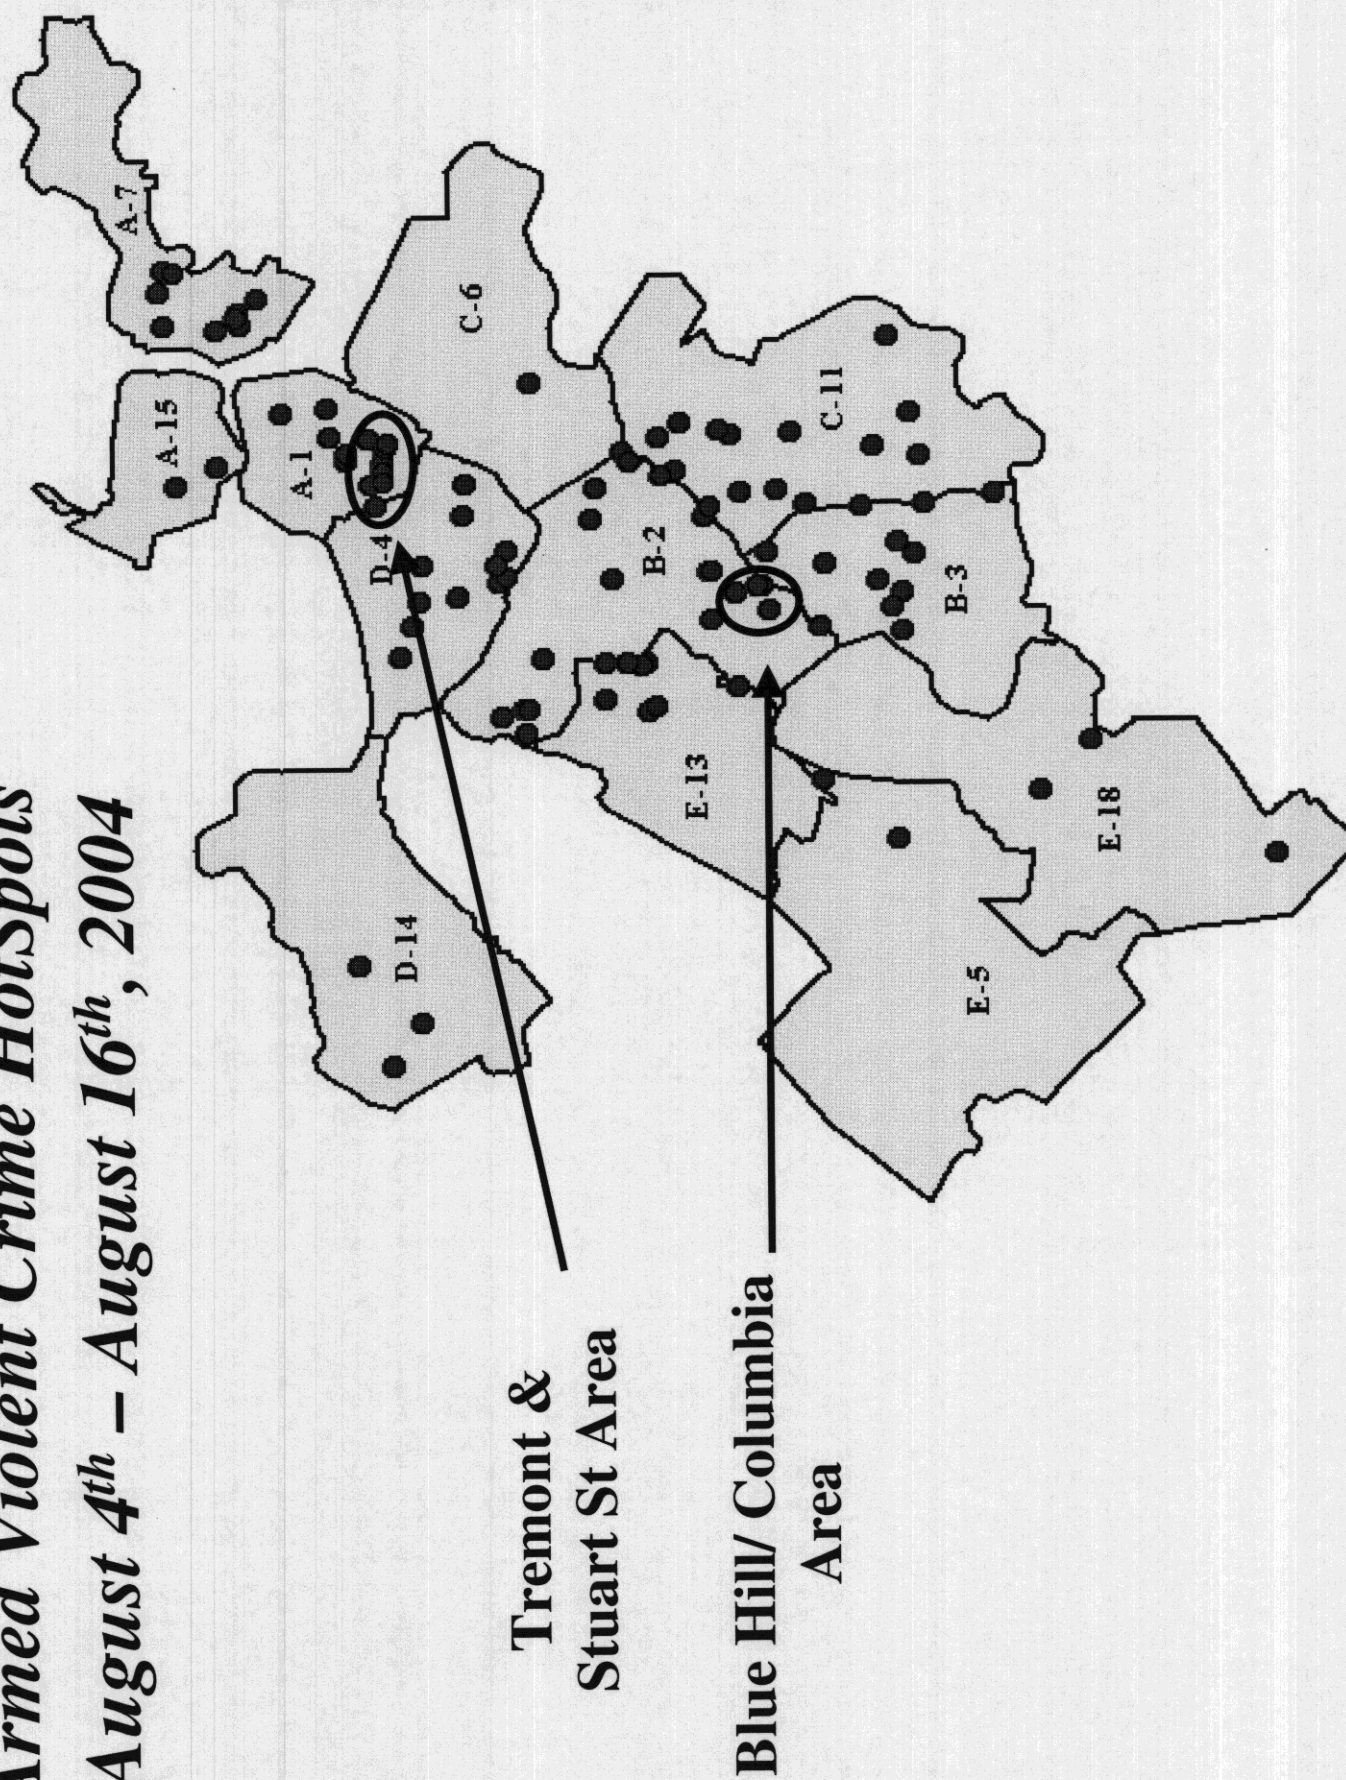 Armed Violent Crime HotSpots
August 4th – August 16th, 2004
Tremont &
Stuart St Area
Blue Hill/ Columbia
Area
A-7
A-15
A-1
C-6
D-4
D-14
B-2
C-11
B-3
E-13
E-18
E-5